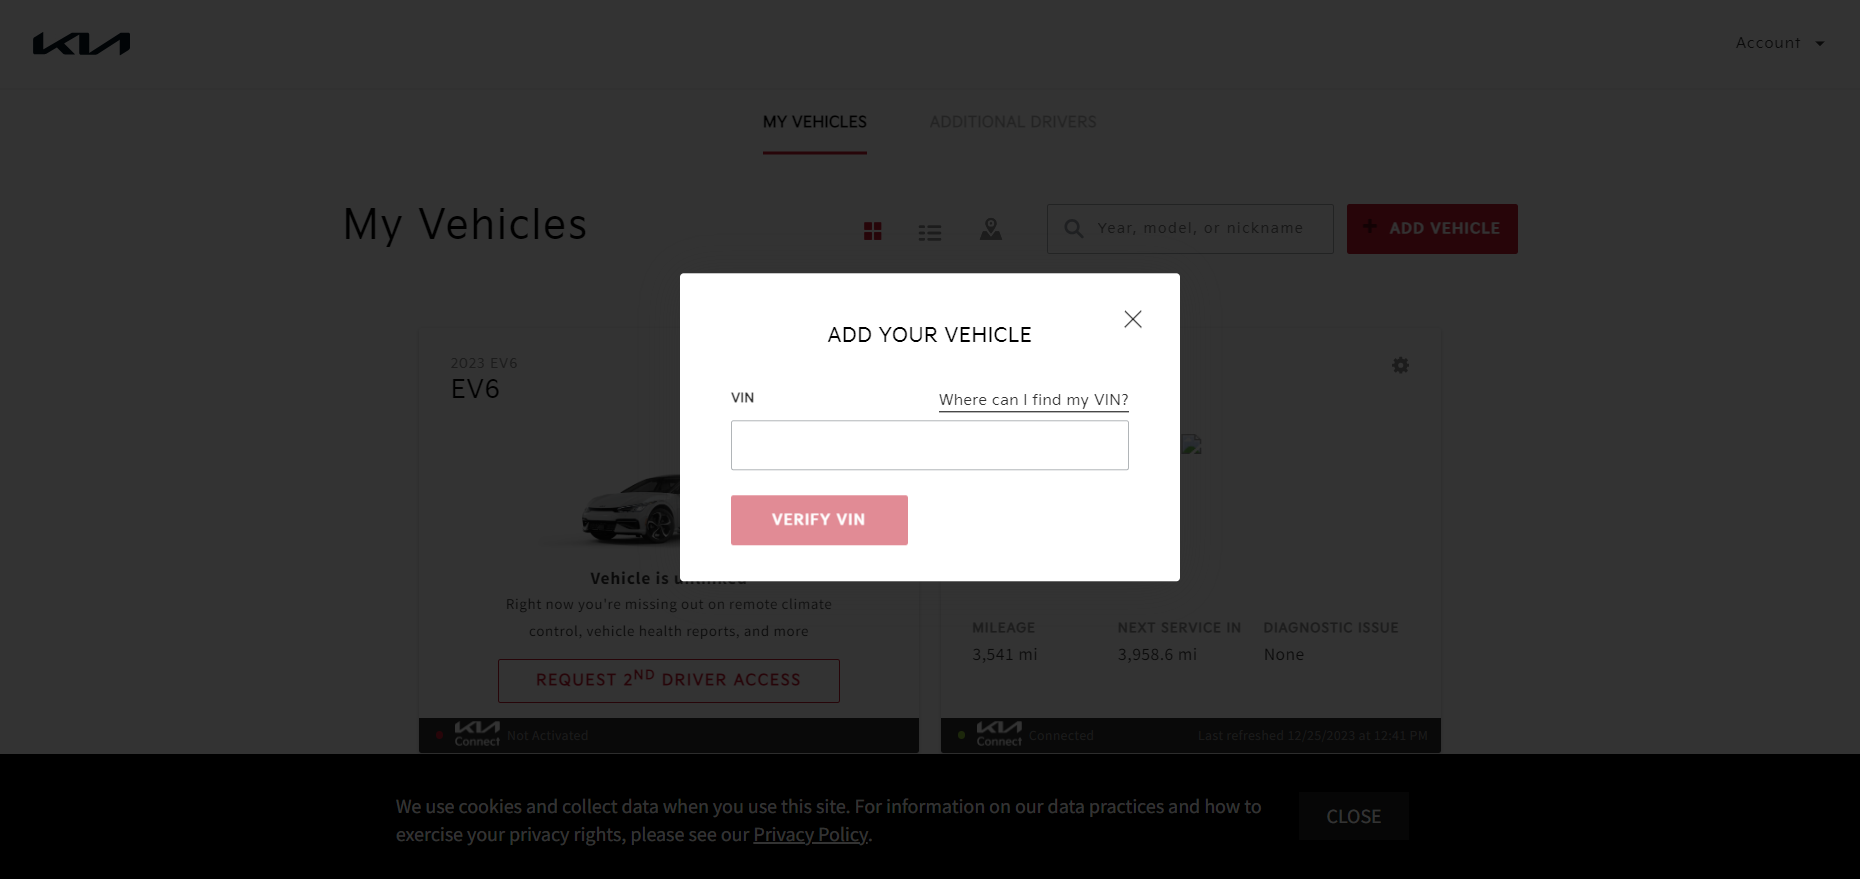 KIA
Account
MY VEHICLES
ADDITIONAL DRIVERS
My Vehicles
Year, model, or nickname
+ ADD VEHICLE
ADD YOUR VEHICLE
VIN
Where can I find my VIN?
VERIFY VIN
2023 EV6
EV6
Vehicle is
Right now you're missing out on remote climate
control, vehicle health reports, and more
REQUEST 2ND DRIVER ACCESS
KIA
Connect
Not Activated
MILEAGE
NEXT SERVICE IN
DIAGNOSTIC ISSUE
3,541 mi
3,958.6 mi
None
KIA
Connect
Connected
Last refreshed 12/25/2023 at 12:41 PM
We use cookies and collect data when you use this site. For information on our data practices and how to
exercise your privacy rights, please see our Privacy Policy.
CLOSE